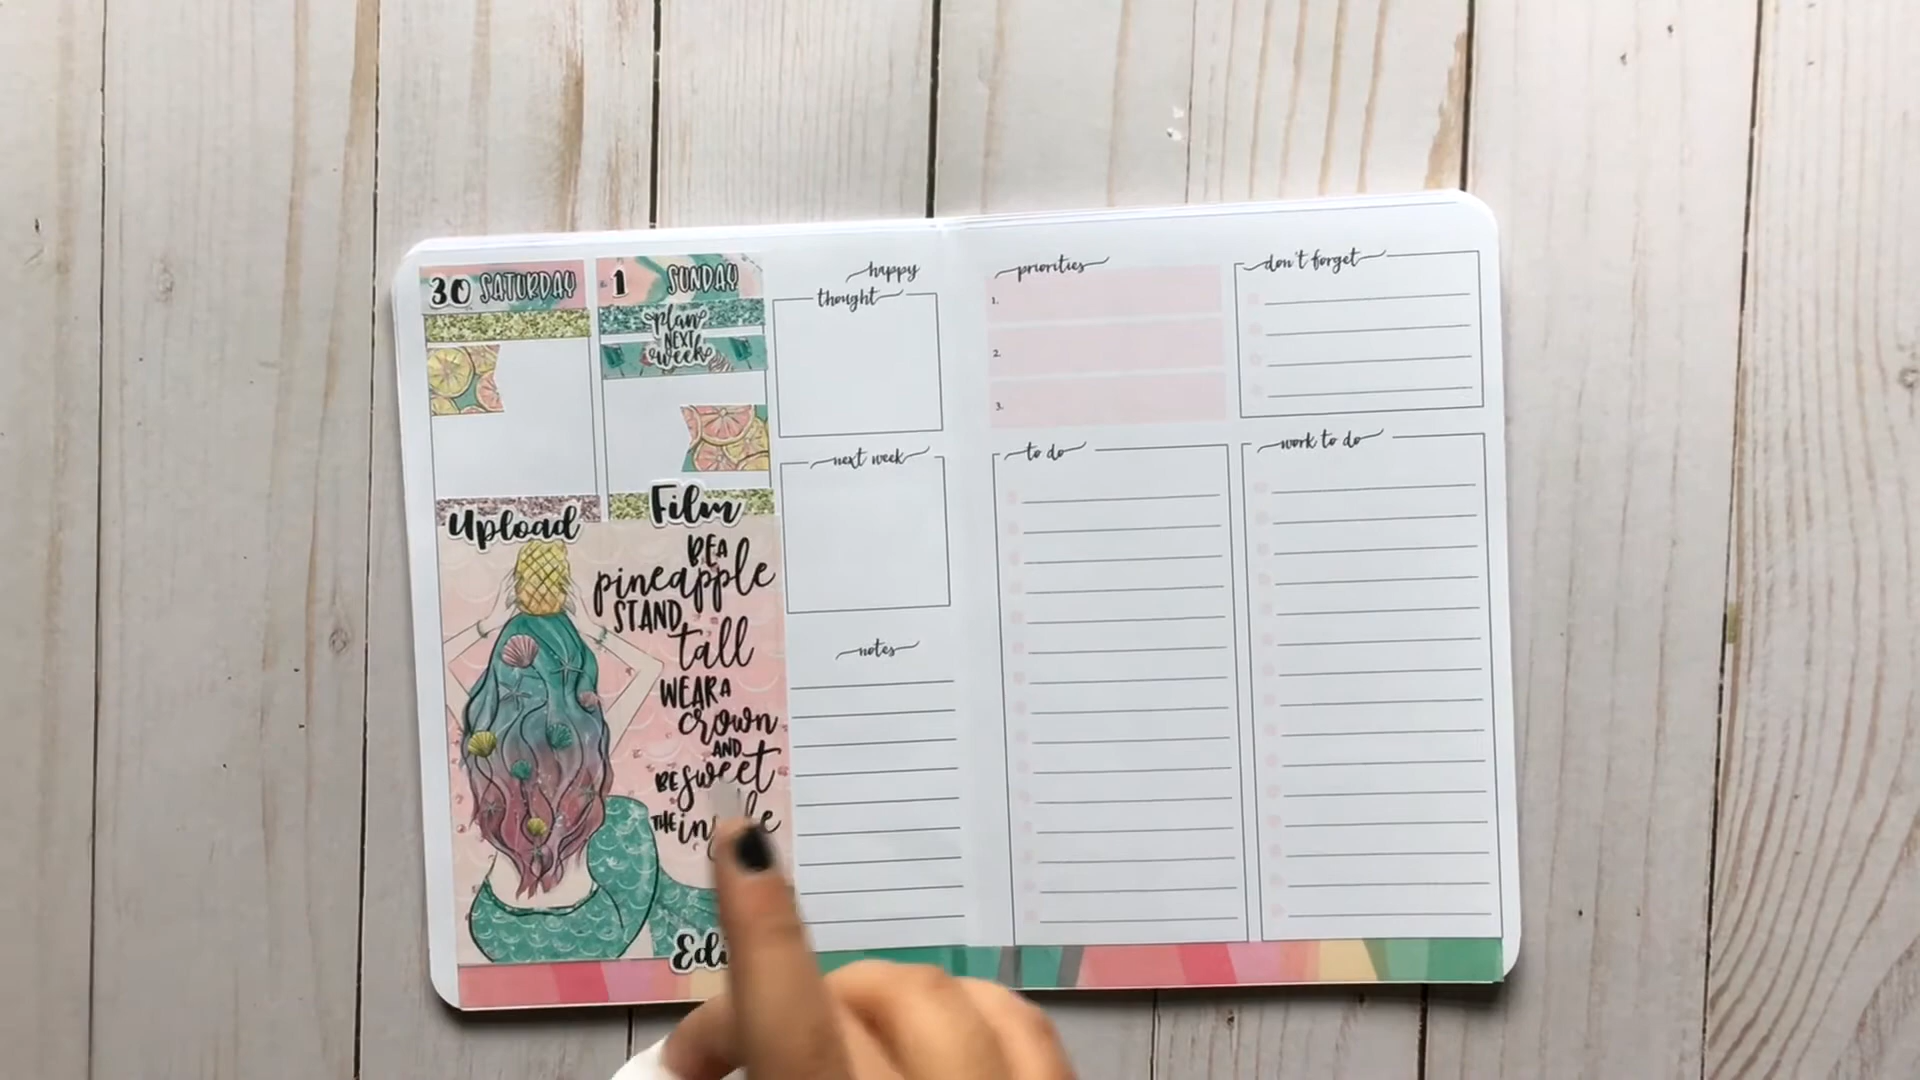 30 SATURDAY
1 SUNDAY
plan
NEXT
week
Upload
Film
BE A
pineapple
STAND
tall
WEAR A
crown
AND
BE sweet
THE
happy
thought
next week
notes
priorities
1.
2.
3.
don't forget
to do
work to do